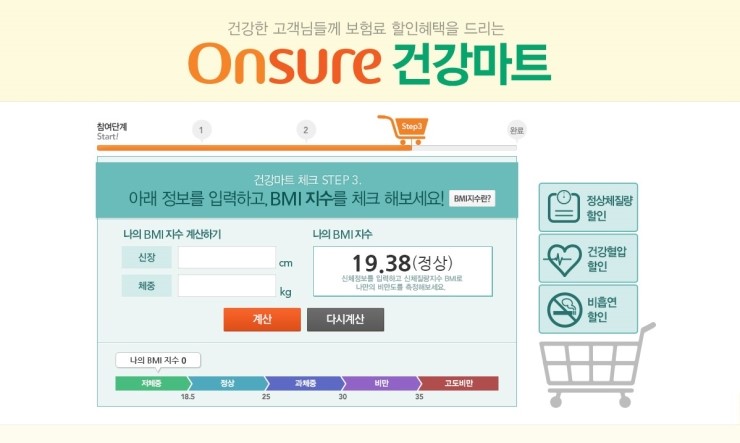 건강한 고객님들께 보험료 할인혜택을 드리는
Onsure 건강마트
참여단계
Start!
1
2
Step3
완료
건강마트 체크 STEP 3.
아래 정보를 입력하고, BMI 지수를 체크 해보세요!
BMI지수란?
나의 BMI 지수 계산하기
신장
cm
체중
kg
나의 BMI 지수
19.38(정상)
신체정보를 입력하고 신체질량지수 BMI로
나만의 비만도를 측정해보세요.
계산
다시계산
나의 BMI 지수 0
저체중
정상
과체중
비만
고도비만
18.5
25
30
35
정상체질량
할인
건강혈압
할인
비흡연
할인